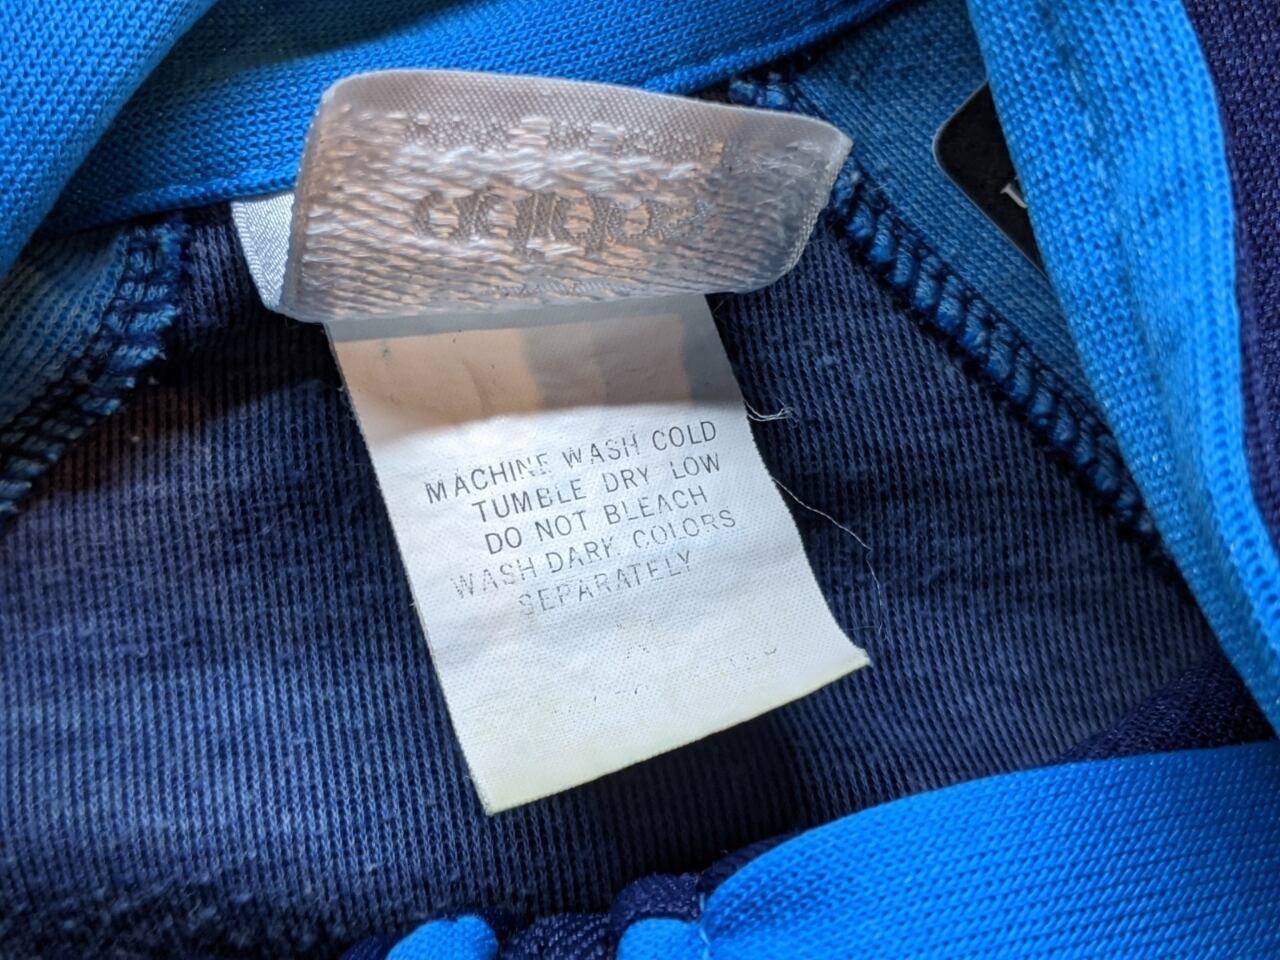 MACHINE WASH COLD
TUMBLE DRY LOW
DO NOT BLEACH
WASH DARK COLORS
SEPARATELY